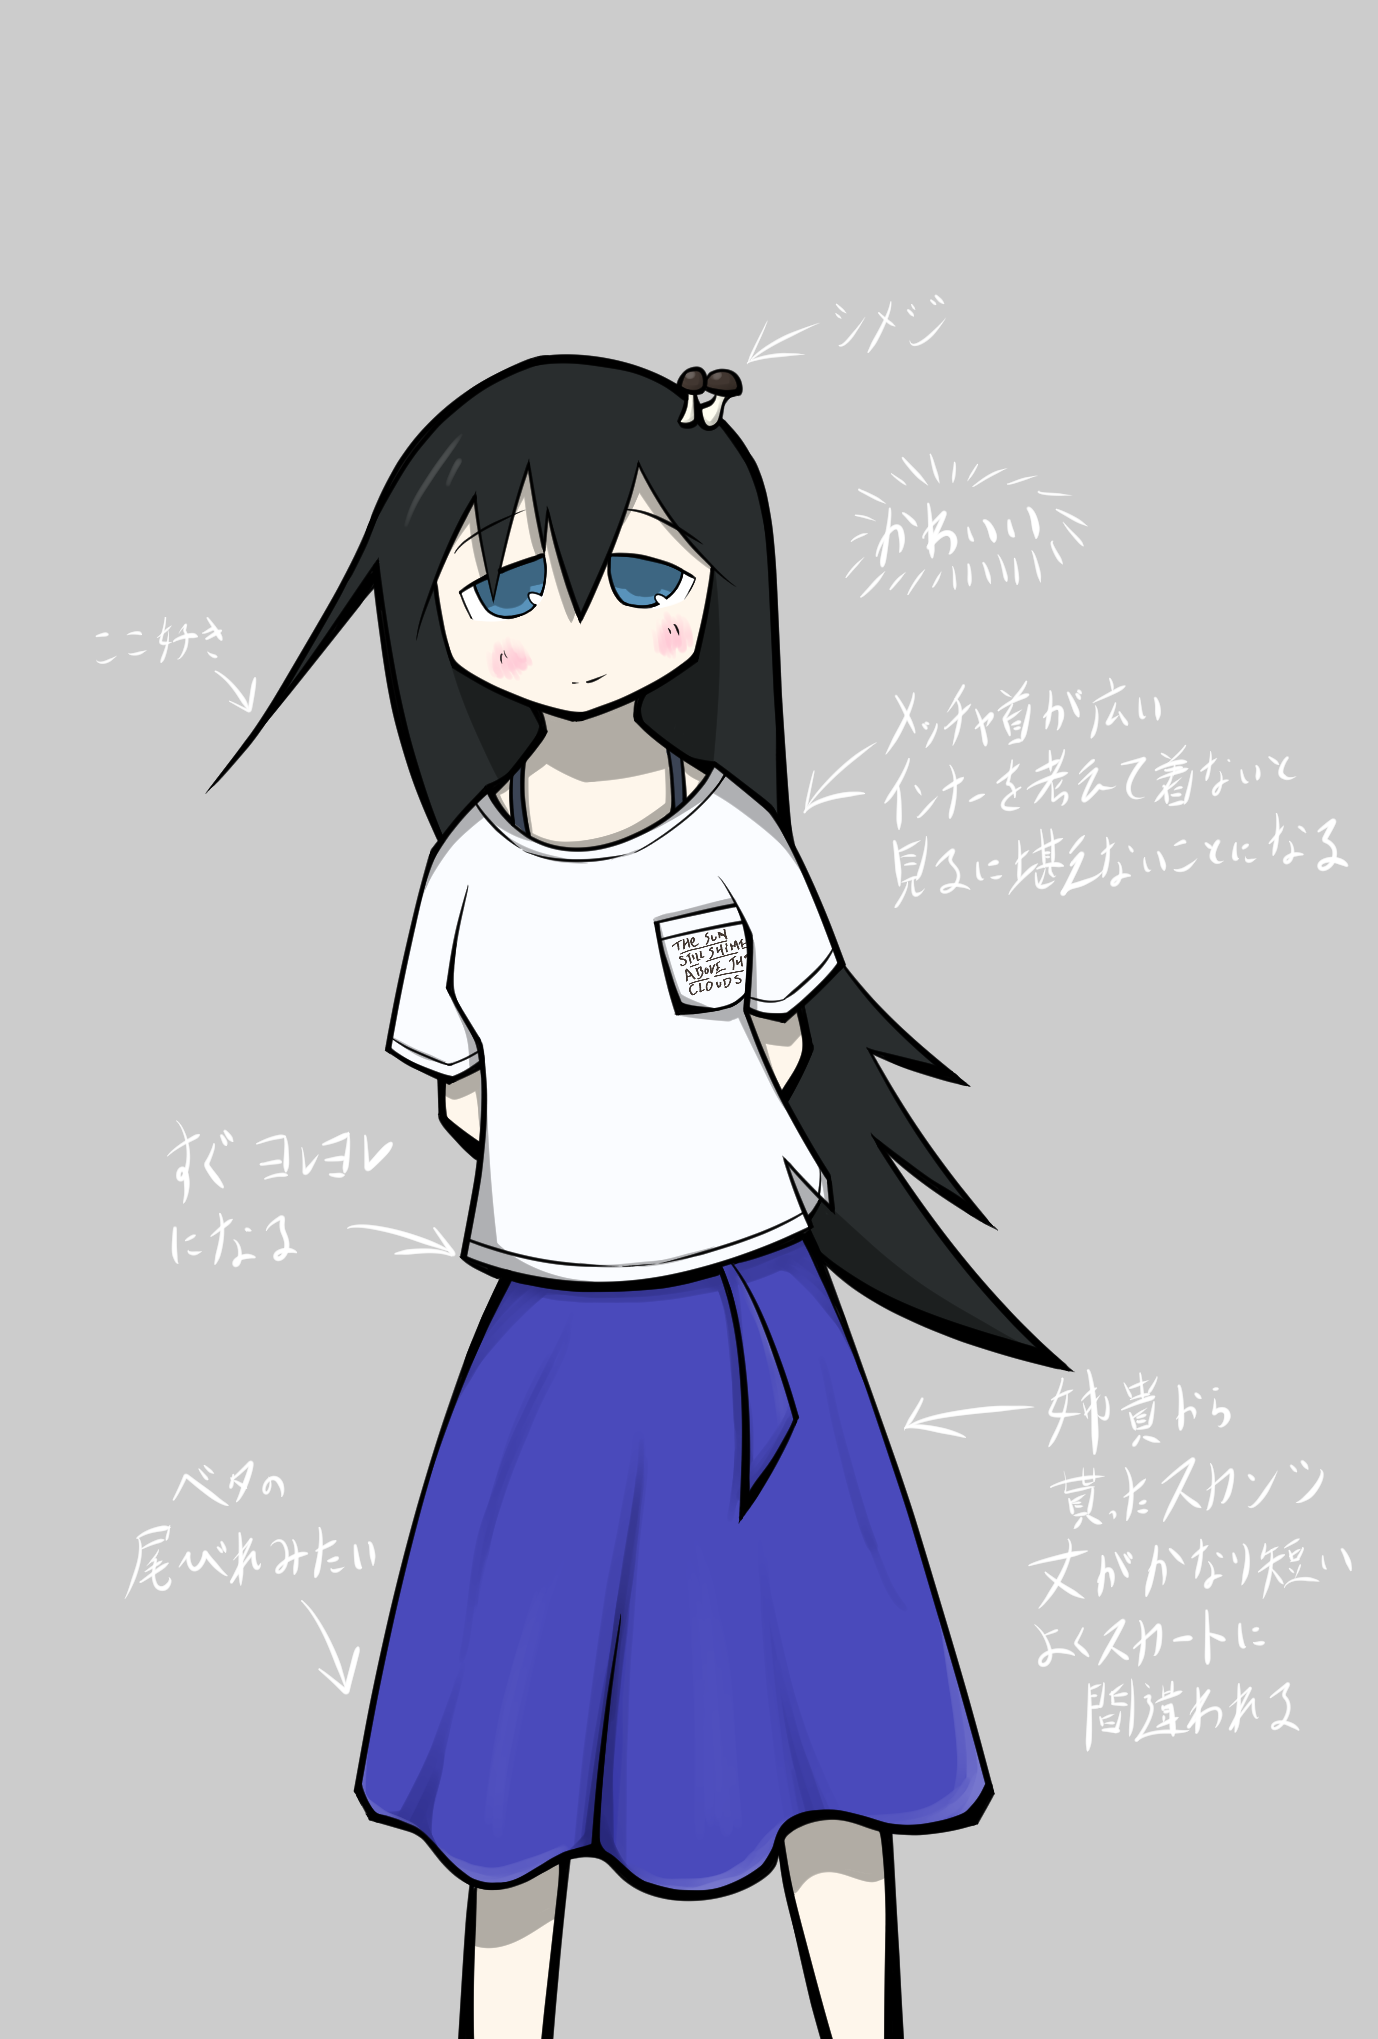 シメジ
かわいい
ここ好き
メッチャ首が広い
インナーを考えて着ないと
見るに堪えないことになる
THE SUN
STILL SHINE
ABOVE TH
CLOUDS
すぐヨレヨレ
になる
姉貴から
貰ったスカンツ
丈がかなり短い
よくスカートに
間違われる
ベタの
尾びれみたい